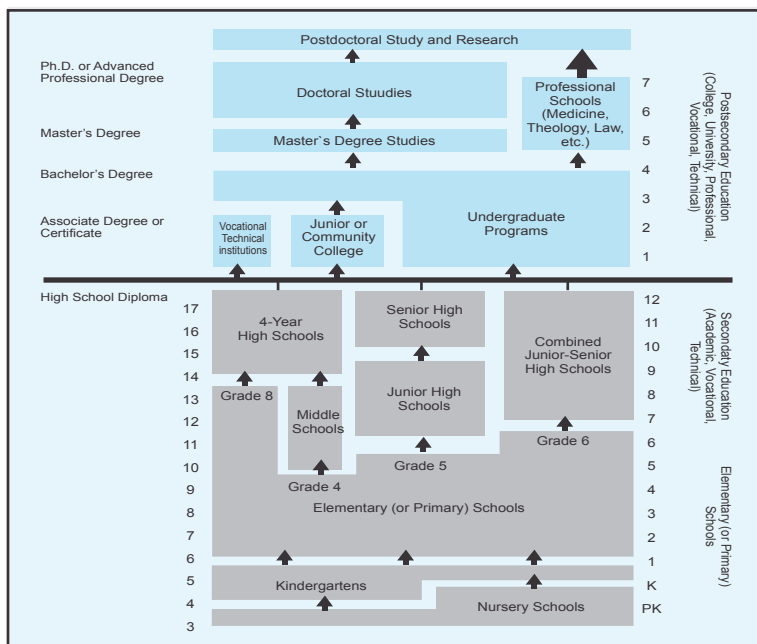 Postdoctoral Study and Research
Ph.D. or Advanced
Professional Degree
Doctoral Stuudies
Professional
Schools
(Medicine,
Theology, Law,
etc.)
7
6
5
Master's Degree
Master`s Degree Studies
Bachelor's Degree
4
3
2
1
Associate Degree or
Certificate
Vocational
Technical
institutions
Junior or
Community
College
Undergraduate
Programs
Postsecondary Education
(College, University, Professional,
Vocational, Technical)
High School Diploma
17
16
15
14
13
12
11
10
9
8
7
6
5
4
3
4-Year
High Schools
Senior High
Schools
Combined
Junior-Senior
High Schools
Junior High
Schools
Grade 8
Middle
Schools
Grade 6
Grade 5
Grade 4
Elementary (or Primary) Schools
Kindergartens
Nursery Schools
12
11
10
9
8
7
6
5
4
3
2
1
K
PK
Secondaty Education
(Academic, Vocational,
Technical)
Elementary (or Primary)
Schools